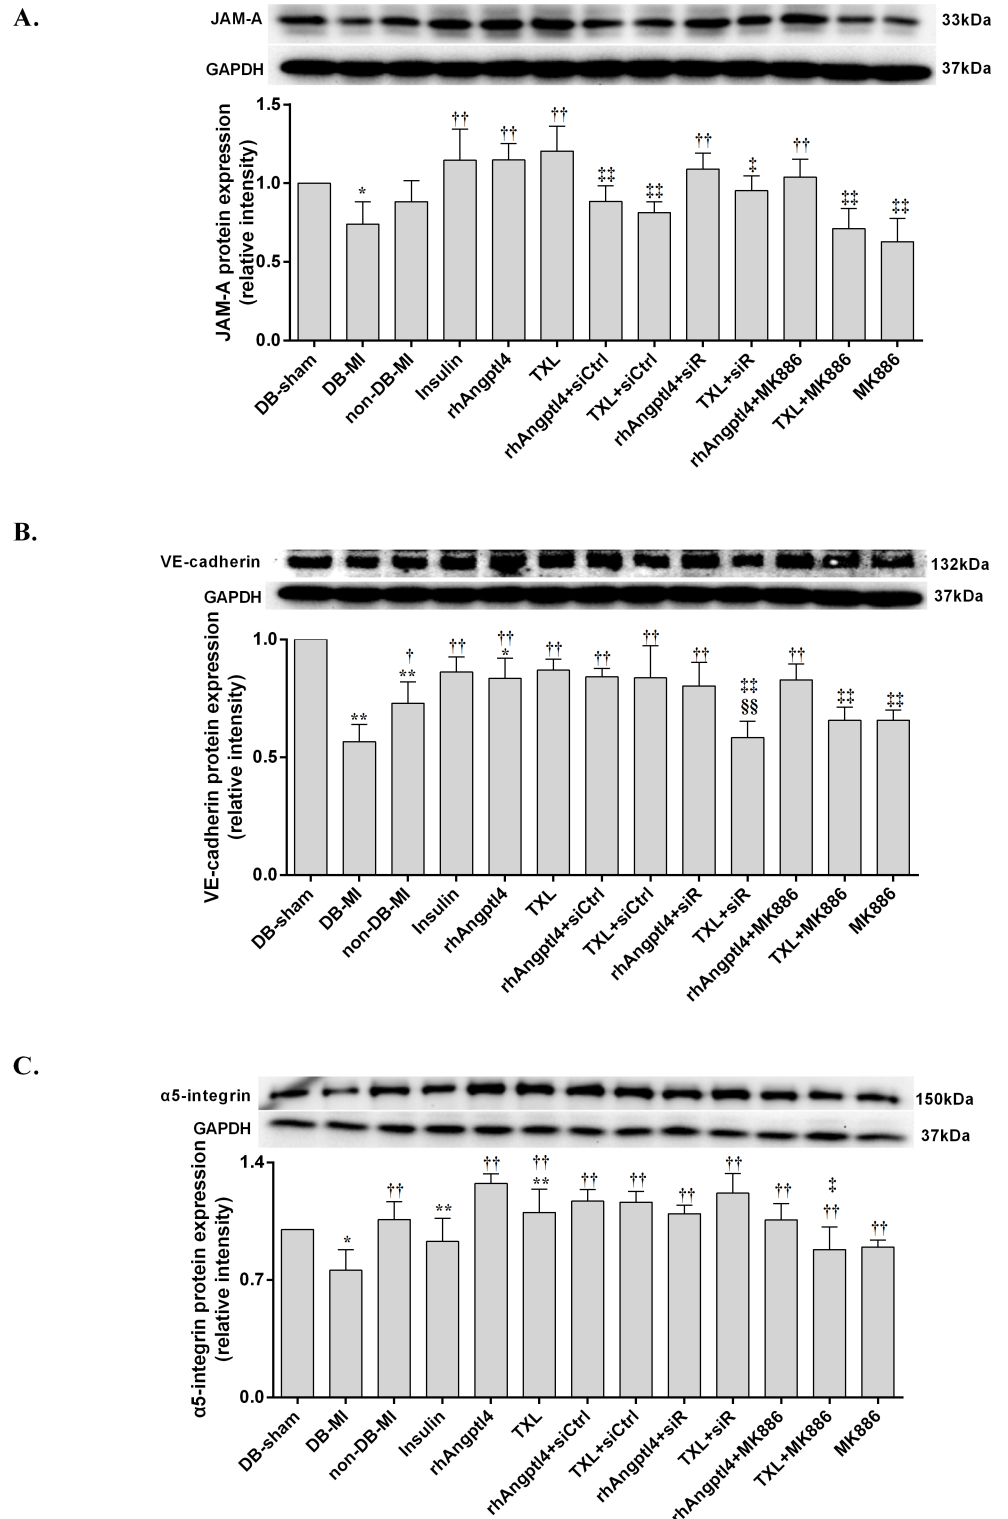 A.
JAM-A
33kDa
GAPDH
37kDa
JAM-A protein expression
(relative intensity)
1.5
1.0
0.5
0.0
*
††
††
††
‡‡
‡‡
††
‡
††
‡‡
‡‡
DB-sham
DB-MI
non-DB-MI
Insulin
rhAngptl4
TXL
rhAngptl4+siCtrl
TXL+siCtrl
rhAngptl4+siR
TXL+siR
rhAngptl4+MK886
TXL+MK886
MK886
B.
VE-cadherin
132kDa
GAPDH
37kDa
VE-cadherin protein expression
(relative intensity)
1.0
0.5
0.0
**
†
**
††
††
*
††
††
††
††
‡‡
§§
††
‡‡
‡‡
DB-sham
DB-MI
non-DB-MI
Insulin
rhAngptl4
TXL
rhAngptl4+siCtrl
TXL+siCtrl
rhAngptl4+siR
TXL+siR
rhAngptl4+MK886
TXL+MK886
MK886
C.
α5-integrin
150kDa
GAPDH
37kDa
α5-integrin protein expression
(relative intensity)
1.4
0.7
0.0
*
††
**
††
††
**
††
††
††
††
††
‡
††
††
DB-sham
DB-MI
non-DB-MI
Insulin
rhAngptl4
TXL
rhAngptl4+siCtrl
TXL+siCtrl
rhAngptl4+siR
TXL+siR
rhAngptl4+MK886
TXL+MK886
MK886